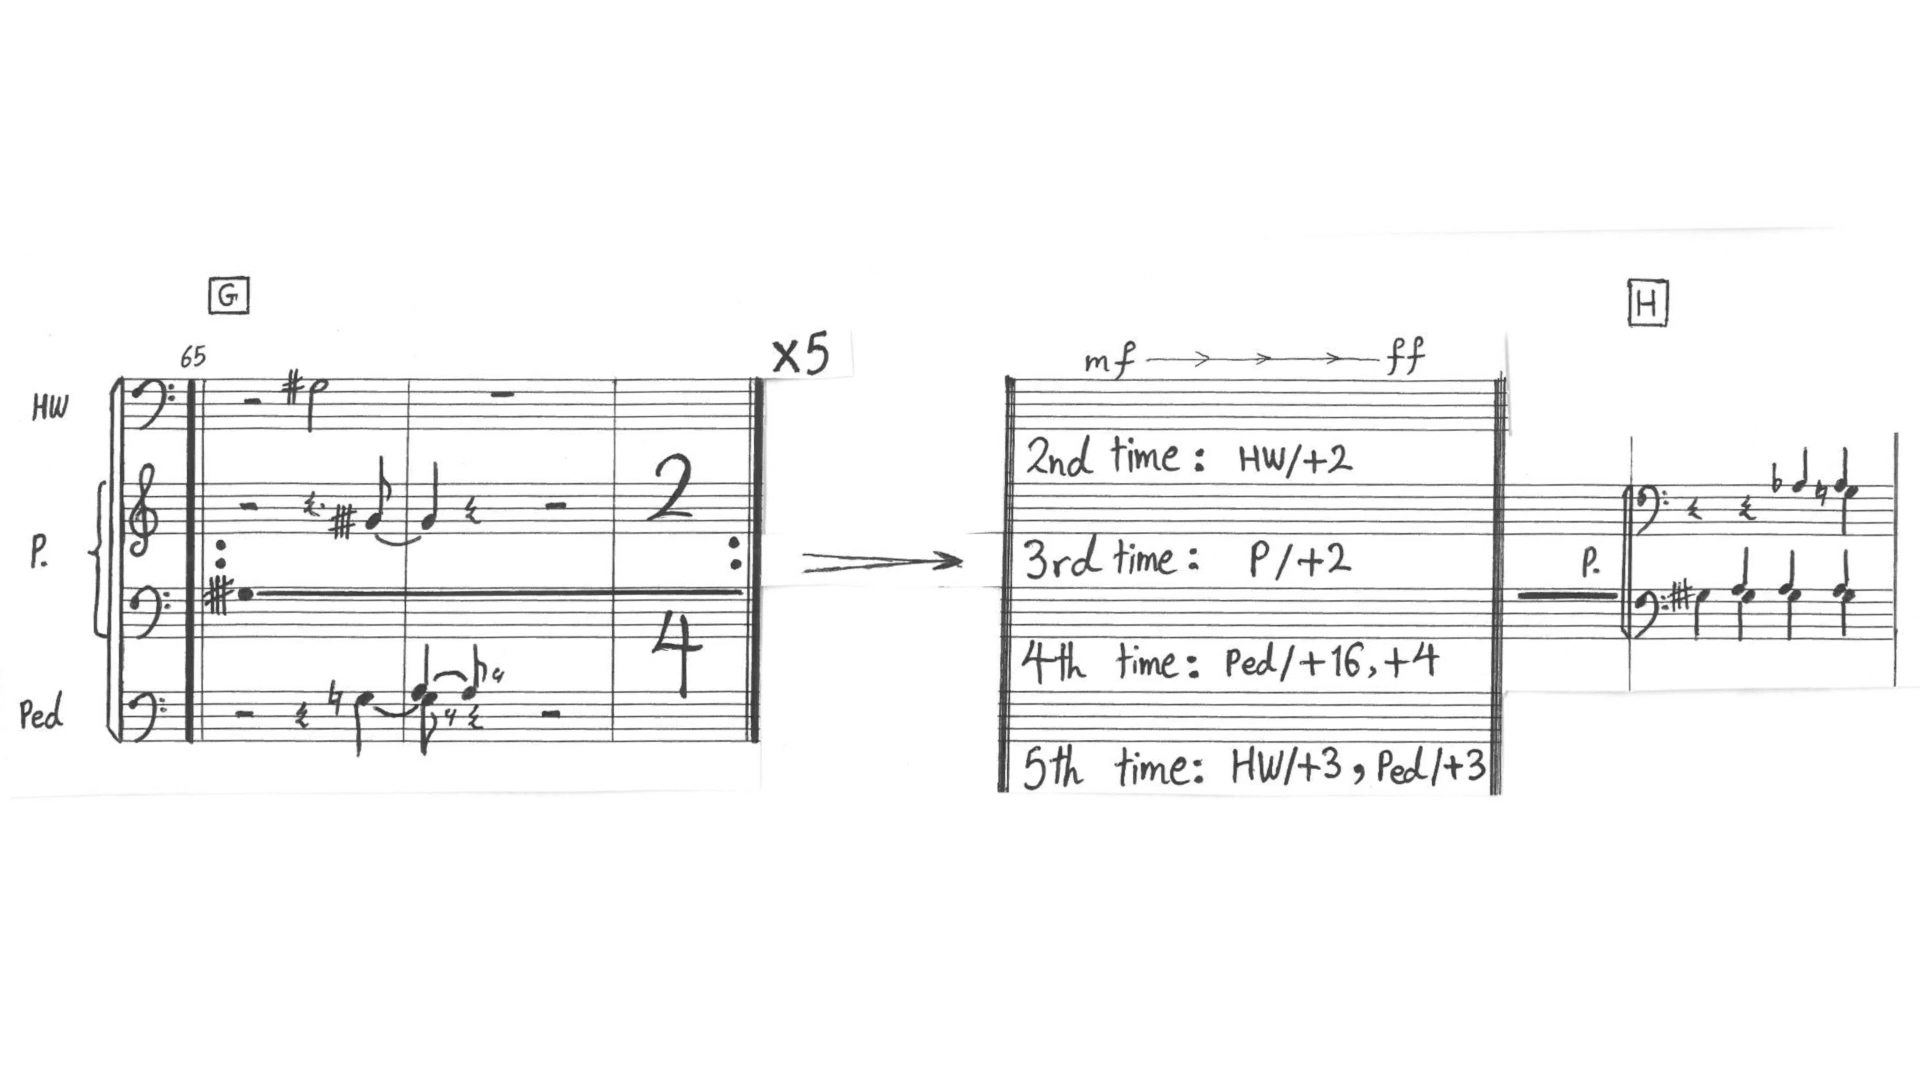 G
65
x5
HW
P.
Ped
2
4
mf ff
2nd time: HW/+2
3rd time: P/+2
4th time: Ped/+16, +4
5th time: HW/+3, Ped/+3
H
P.